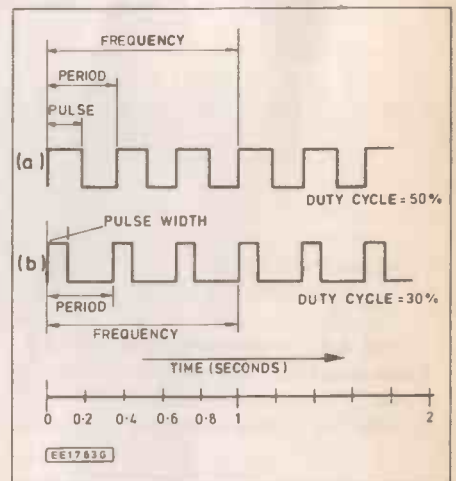 FREQUENCY
PERIOD
PULSE
(a)
DUTY CYCLE = 50%
PULSE WIDTH
(b)
PERIOD
DUTY CYCLE = 30%
FREQUENCY
TIME (SECONDS)
0 0·2 0·4 0·6 0·8 1 2
EE1763G